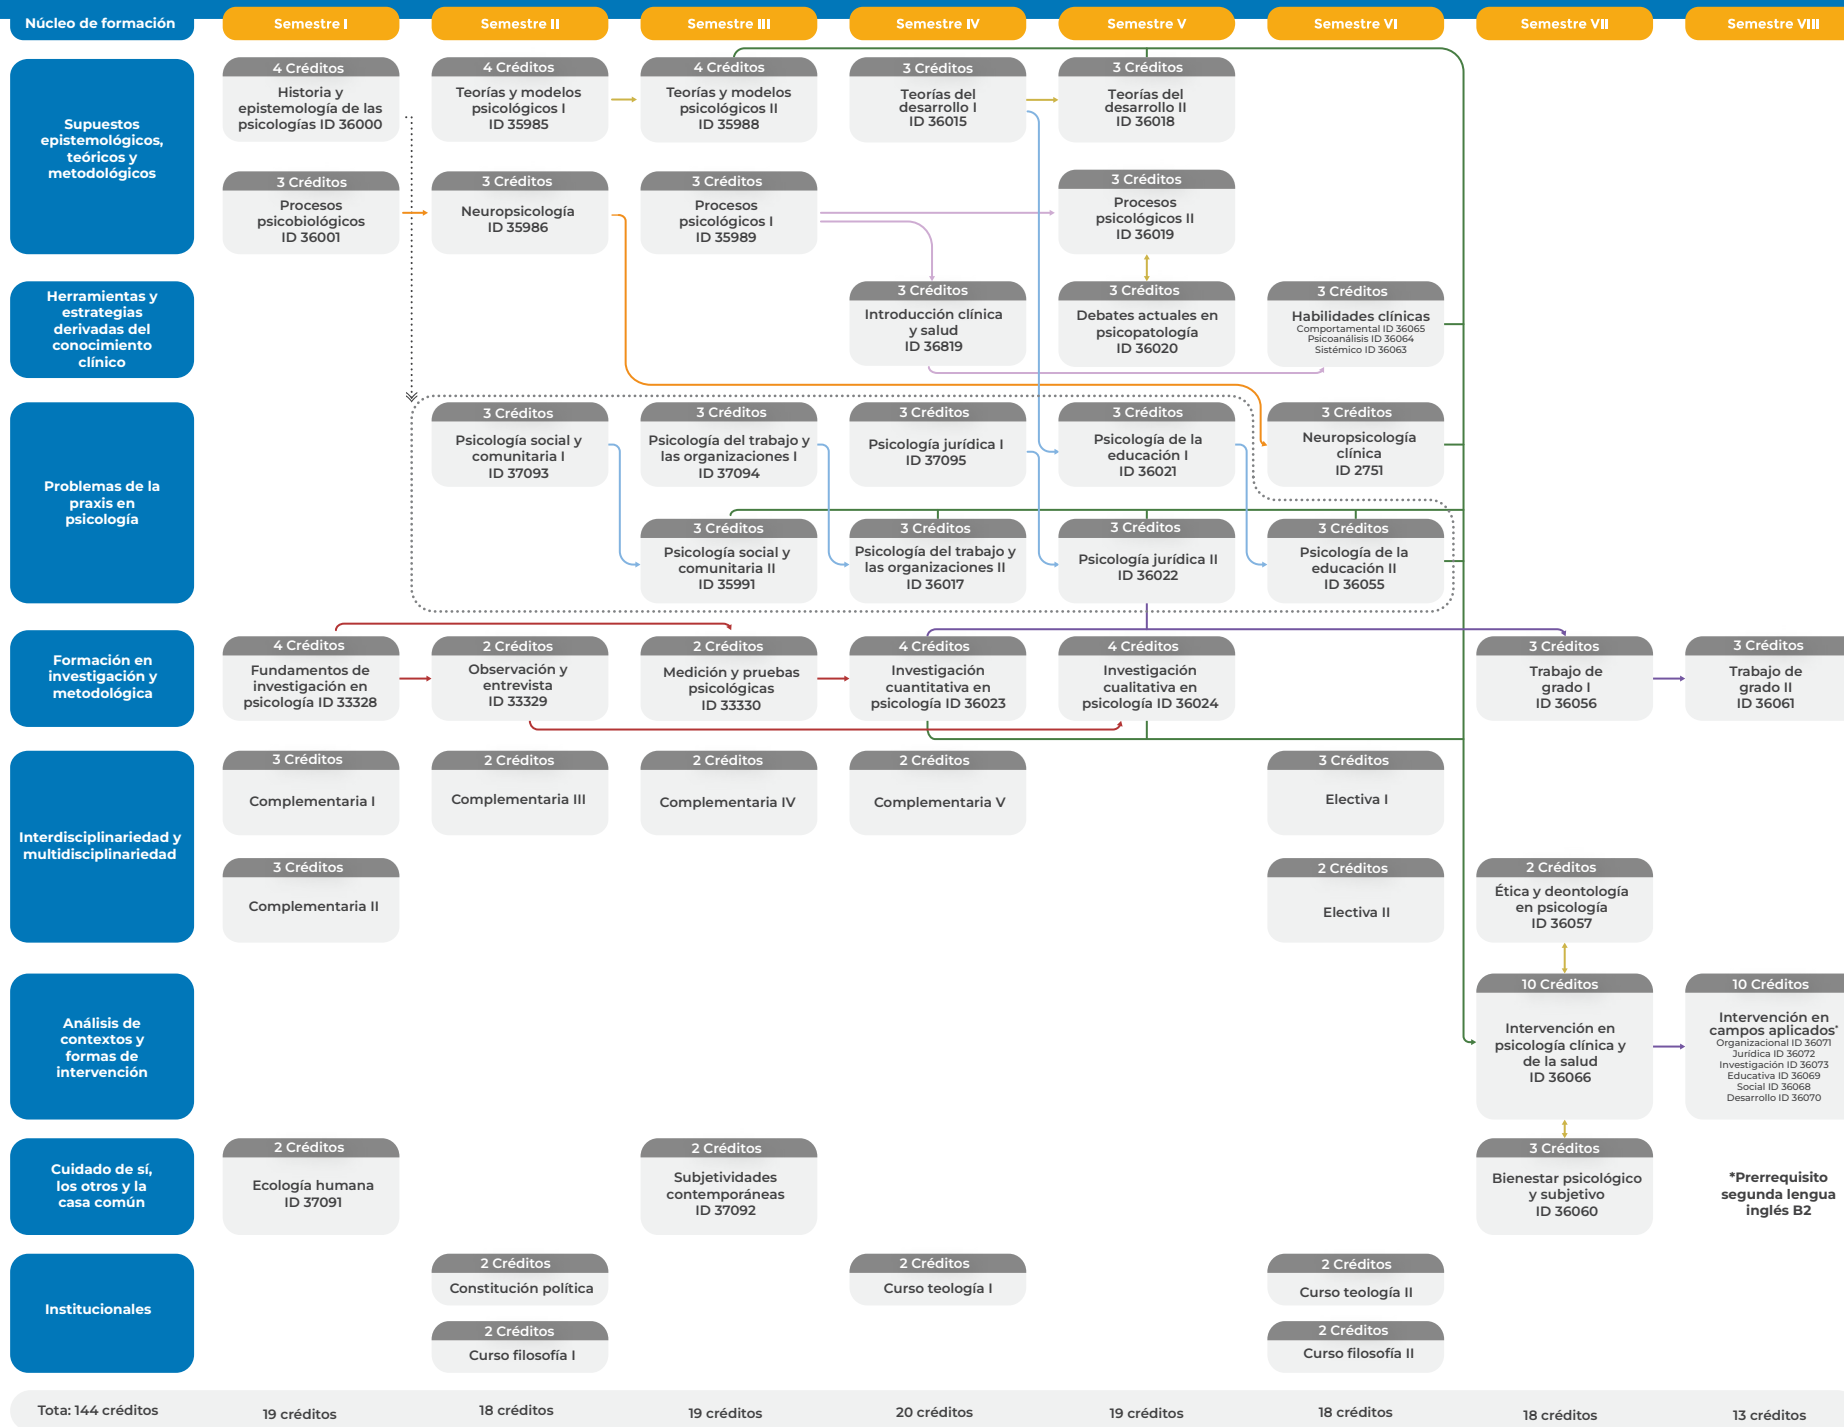 Núcleo de formación
Semestre I
Semestre II
Semestre III
Semestre IV
Semestre V
Semestre VI
Semestre VII
Semestre VIII
Supuestos
epistemológicos,
teóricos y
metodológicos
4 Créditos
Historia y
epistemología de las
psicologías ID 36000
4 Créditos
Teorías y modelos
psicológicos I
ID 35985
4 Créditos
Teorías y modelos
psicológicos II
ID 35988
3 Créditos
Teorías del
desarrollo I
ID 36015
3 Créditos
Teorías del
desarrollo II
ID 36018
3 Créditos
Procesos
psicobiológicos
ID 36001
3 Créditos
Neuropsicología
ID 35986
3 Créditos
Procesos
psicológicos I
ID 35989
3 Créditos
Procesos
psicológicos II
ID 36019
Herramientas y
estrategias
derivadas del
conocimiento
clínico
3 Créditos
Introducción clínica
y salud
ID 36819
3 Créditos
Debates actuales en
psicopatología
ID 36020
3 Créditos
Habilidades clínicas
Comportamental ID 36065
Psicoanálisis ID 36064
Sistémico ID 36063
Problemas de la
praxis en
psicología
3 Créditos
Psicología social y
comunitaria I
ID 37093
3 Créditos
Psicología del trabajo y
las organizaciones I
ID 37094
3 Créditos
Psicología jurídica I
ID 37095
3 Créditos
Psicología de la
educación I
ID 36021
3 Créditos
Neuropsicología
clínica
ID 2751
3 Créditos
Psicología social y
comunitaria II
ID 35991
3 Créditos
Psicología del trabajo y
las organizaciones II
ID 36017
3 Créditos
Psicología jurídica II
ID 36022
3 Créditos
Psicología de la
educación II
ID 36055
Formación en
investigación y
metodológica
4 Créditos
Fundamentos de
investigación en
psicología ID 33328
2 Créditos
Observación y
entrevista
ID 33329
2 Créditos
Medición y pruebas
psicológicas
ID 33330
4 Créditos
Investigación
cuantitativa en
psicología ID 36023
4 Créditos
Investigación
cualitativa en
psicología ID 36024
3 Créditos
Trabajo de
grado I
ID 36056
3 Créditos
Trabajo de
grado II
ID 36061
Interdisciplinariedad y
multidisciplinariedad
3 Créditos
Complementaria I
2 Créditos
Complementaria III
2 Créditos
Complementaria IV
2 Créditos
Complementaria V
3 Créditos
Electiva I
3 Créditos
Complementaria II
2 Créditos
Electiva II
2 Créditos
Ética y deontología
en psicología
ID 36057
Análisis de
contextos y
formas de
intervención
10 Créditos
Intervención en
psicología clínica y
de la salud
ID 36066
10 Créditos
Intervención en
campos aplicados*
Organizacional ID 36071
Jurídica ID 36072
Investigación ID 36073
Educativa ID 36069
Social ID 36068
Desarrollo ID 36070
Cuidado de sí,
los otros y la
casa común
2 Créditos
Ecología humana
ID 37091
2 Créditos
Subjetividades
contemporáneas
ID 37092
3 Créditos
Bienestar psicológico
y subjetivo
ID 36060
*Prerrequisito
segunda lengua
inglés B2
Institucionales
2 Créditos
Constitución política
2 Créditos
Curso teología I
2 Créditos
Curso teología II
2 Créditos
Curso filosofía I
2 Créditos
Curso filosofía II
Tota: 144 créditos
19 créditos
18 créditos
19 créditos
20 créditos
19 créditos
18 créditos
18 créditos
13 créditos